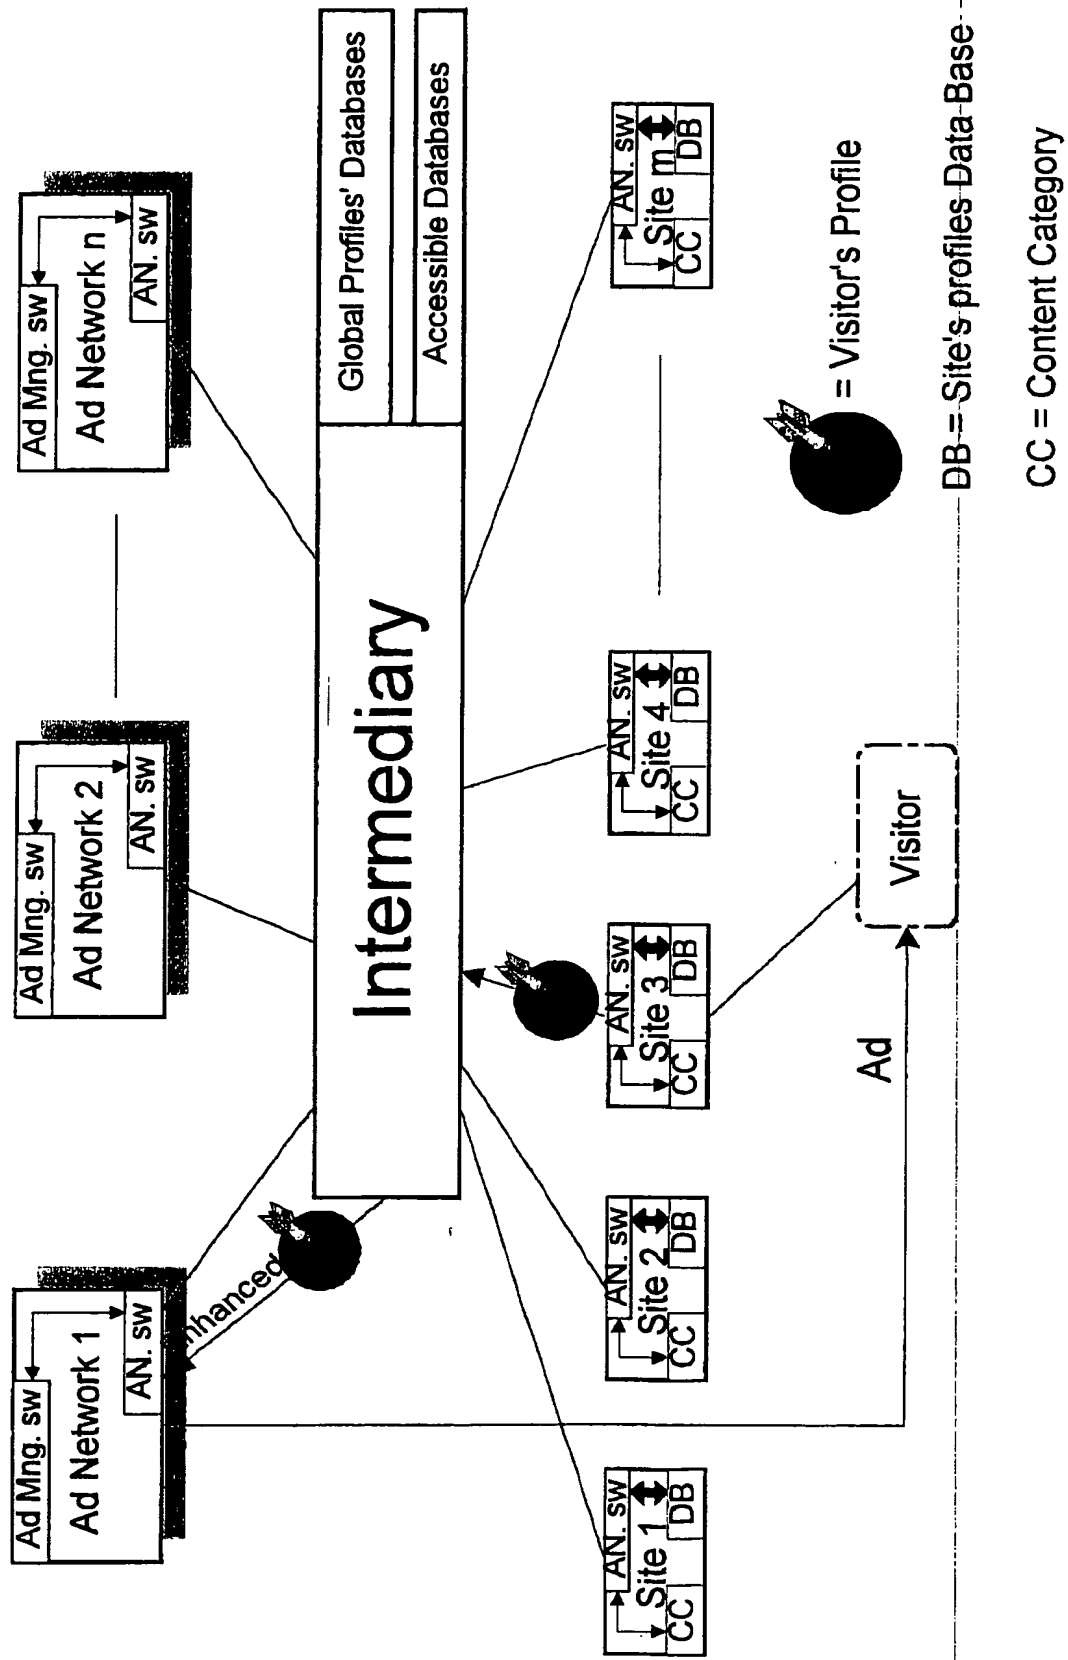 Ad Mng. sw
Ad Network 1
AN. sw
Ad Mng. sw
Ad Network 2
AN. sw
Ad Mng. sw
Ad Network n
AN. sw
nhanced
Intermediary
Global Profiles' Databases
Accessible Databases
AN. sw
Site 1
CC
DB
AN. sw
Site 2
CC
DB
AN. sw
Site 3
CC
DB
AN. sw
Site 4
CC
DB
AN. sw
Site m
CC
DB
Ad
Visitor
= Visitor's Profile
DB = Site's profiles Data Base
CC = Content Category